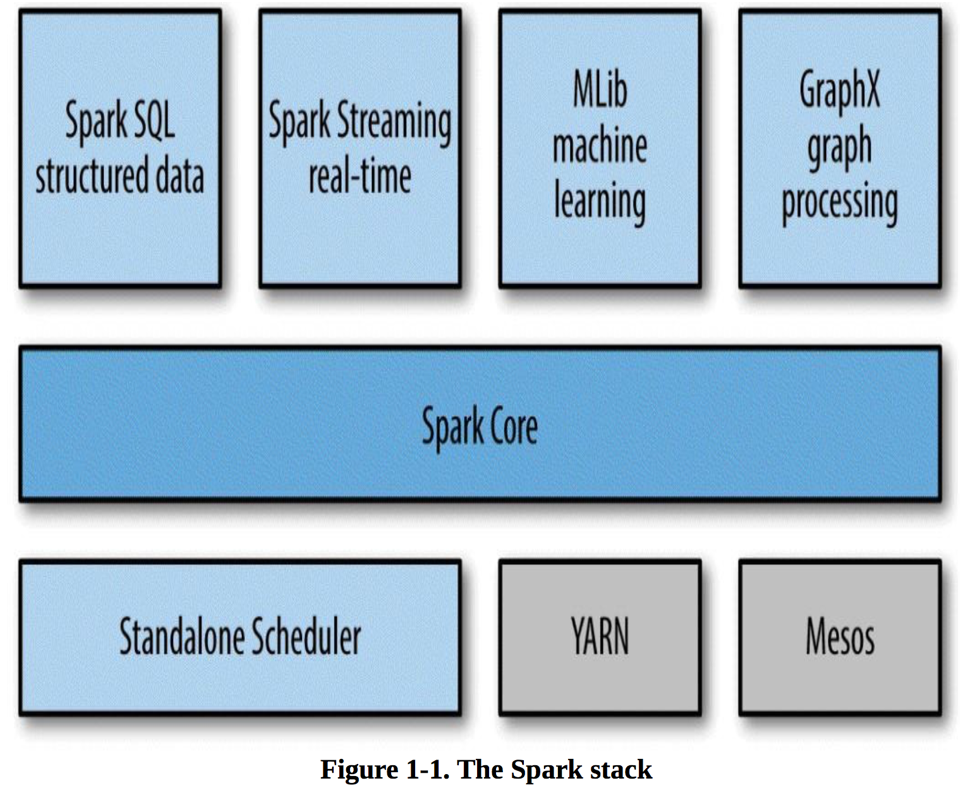 Spark SQL
structured data
Spark Streaming
real-time
MLib
machine
learning
GraphX
graph
processing
Spark Core
Standalone Scheduler
YARN
Mesos
Figure 1-1. The Spark stack